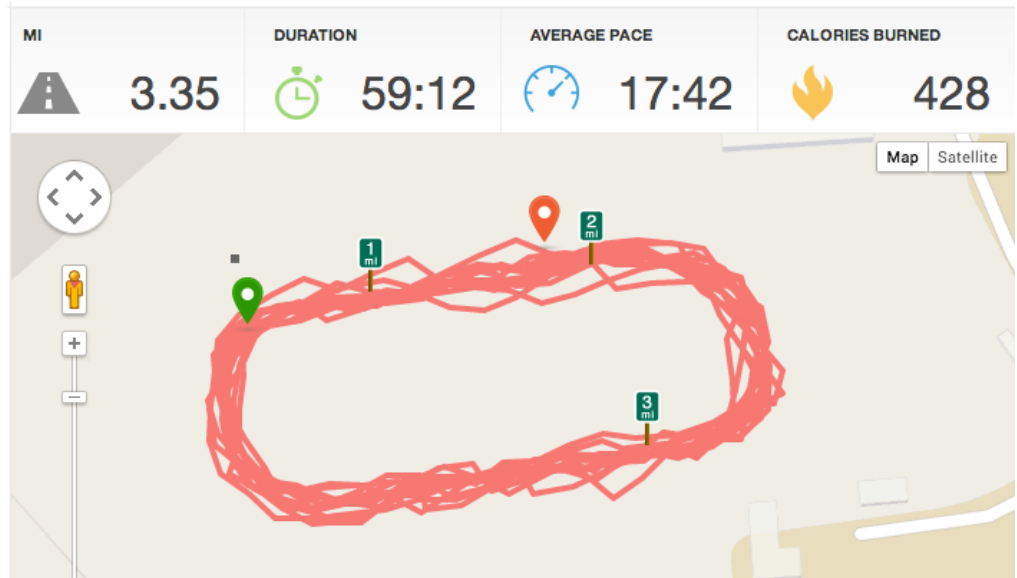 MI DURATION AVERAGE PACE CALORIES BURNED
3.35 59:12 17:42 428
Map Satellite
2
mi
1
mi
+
3
mi
−